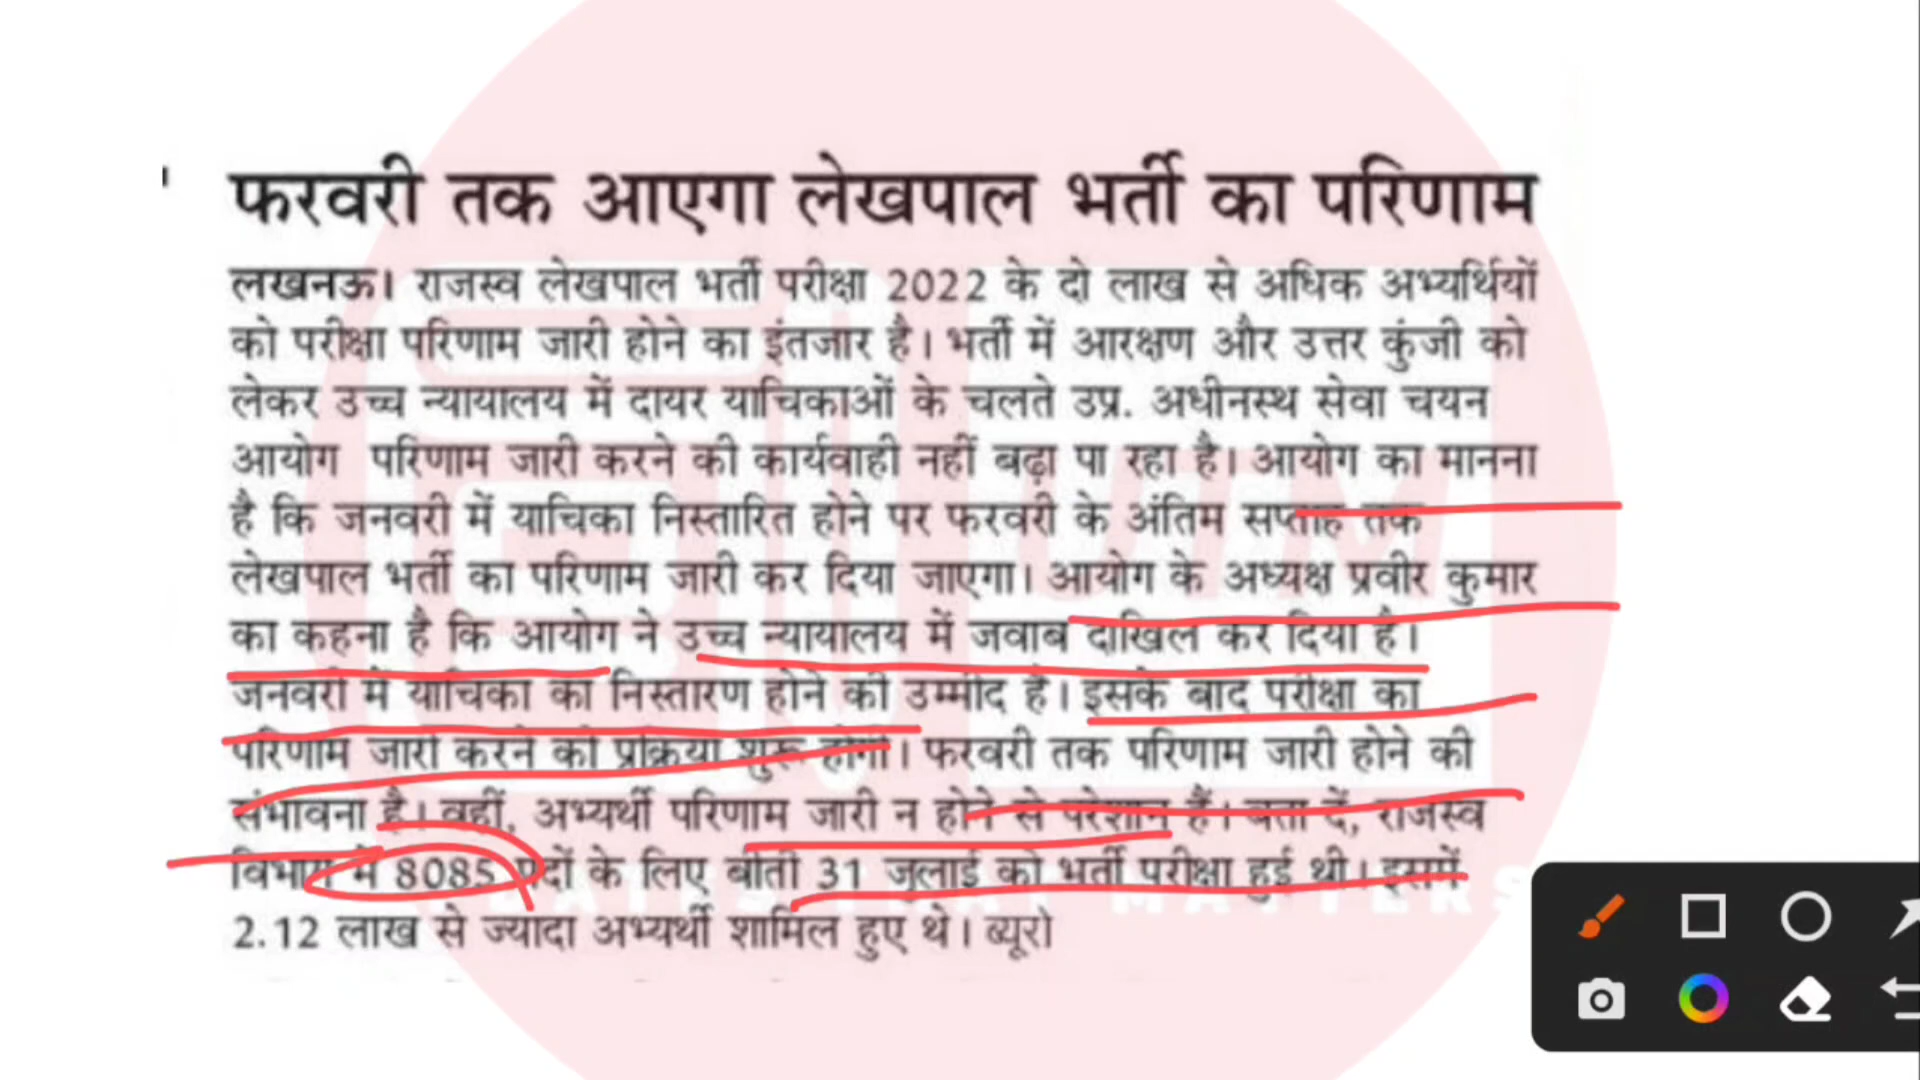 फरवरी तक आएगा लेखपाल भर्ती का परिणाम
लखनऊ। राजस्व लेखपाल भर्ती परीक्षा 2022 के दो लाख से अधिक अभ्यर्थियों
को परीक्षा परिणाम जारी होने का इंतजार है। भर्ती में आरक्षण और उत्तर कुंजी को
लेकर उच्च न्यायालय में दायर याचिकाओं के चलते उप्र. अधीनस्थ सेवा चयन
आयोग परिणाम जारी करने की कार्यवाही नहीं बढ़ा पा रहा है। आयोग का मानना
है कि जनवरी में याचिका निस्तारित होने पर फरवरी के अंतिम सप्ताह तक
लेखपाल भर्ती का परिणाम जारी कर दिया जाएगा। आयोग के अध्यक्ष प्रवीर कुमार
का कहना है कि आयोग ने उच्च न्यायालय में जवाब दाखिल कर दिया है।
जनवरी में याचिका का निस्तारण होने की उम्मीद है। इसके बाद परीक्षा का
परिणाम जारी करने की प्रक्रिया शुरू होगी। फरवरी तक परिणाम जारी होने की
संभावना है। वहीं, अभ्यर्थी परिणाम जारी न होने से परेशान हैं। बता दें, राजस्व
विभाग में 8085 पदों के लिए बीती 31 जुलाई को भर्ती परीक्षा हुई थी। इसमें
2.12 लाख से ज्यादा अभ्यर्थी शामिल हुए थे। ब्यूरो